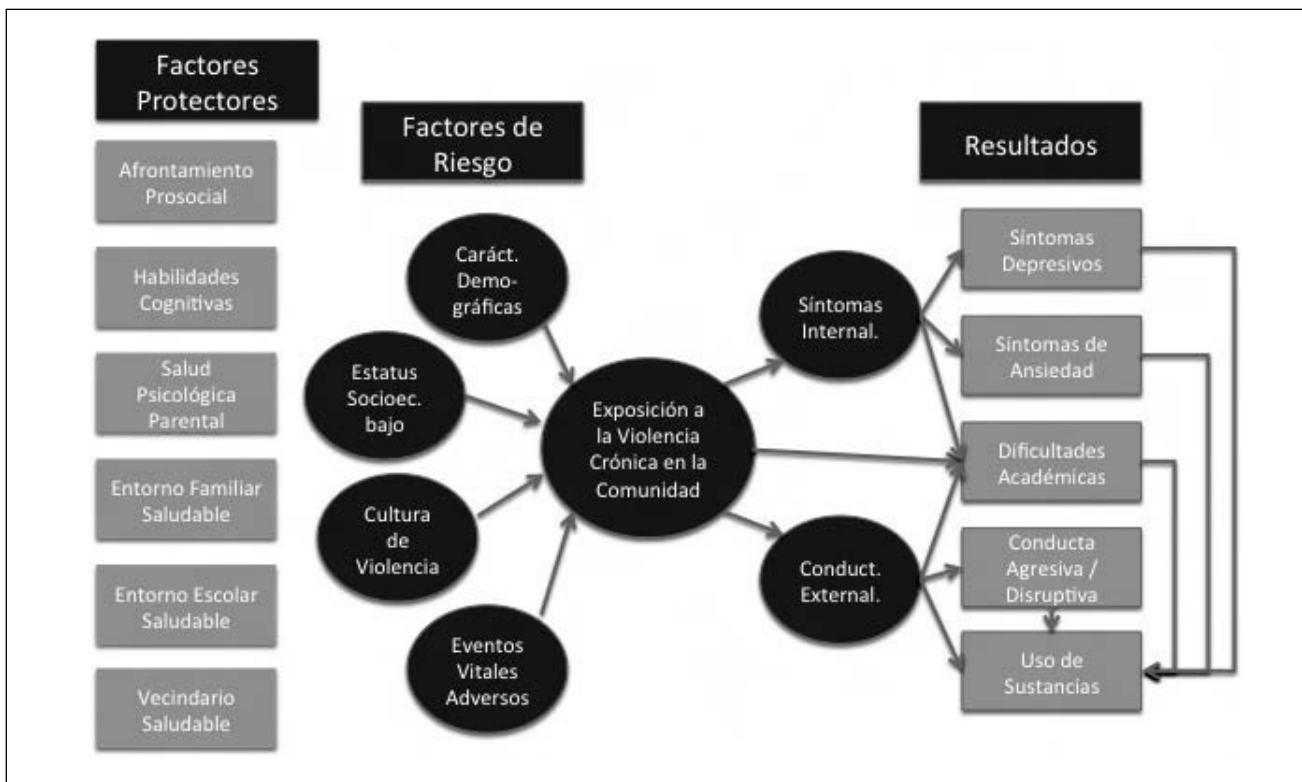 Factores
Protectores
Afrontamiento
Prosocial
Habilidades
Cognitivas
Salud
Psicológica
Parental
Entorno Familiar
Saludable
Entorno Escolar
Saludable
Vecindario
Saludable
Factores de
Riesgo
Caráct.
Demo-
gráficas
Estatus
Socioec.
bajo
Cultura
de
Violencia
Eventos
Vitales
Adversos
Exposición a
la Violencia
Crónica en la
Comunidad
Síntomas
Internal.
Conduct.
External.
Resultados
Síntomas
Depresivos
Síntomas de
Ansiedad
Dificultades
Académicas
Conducta
Agresiva /
Disruptiva
Uso de
Sustancias